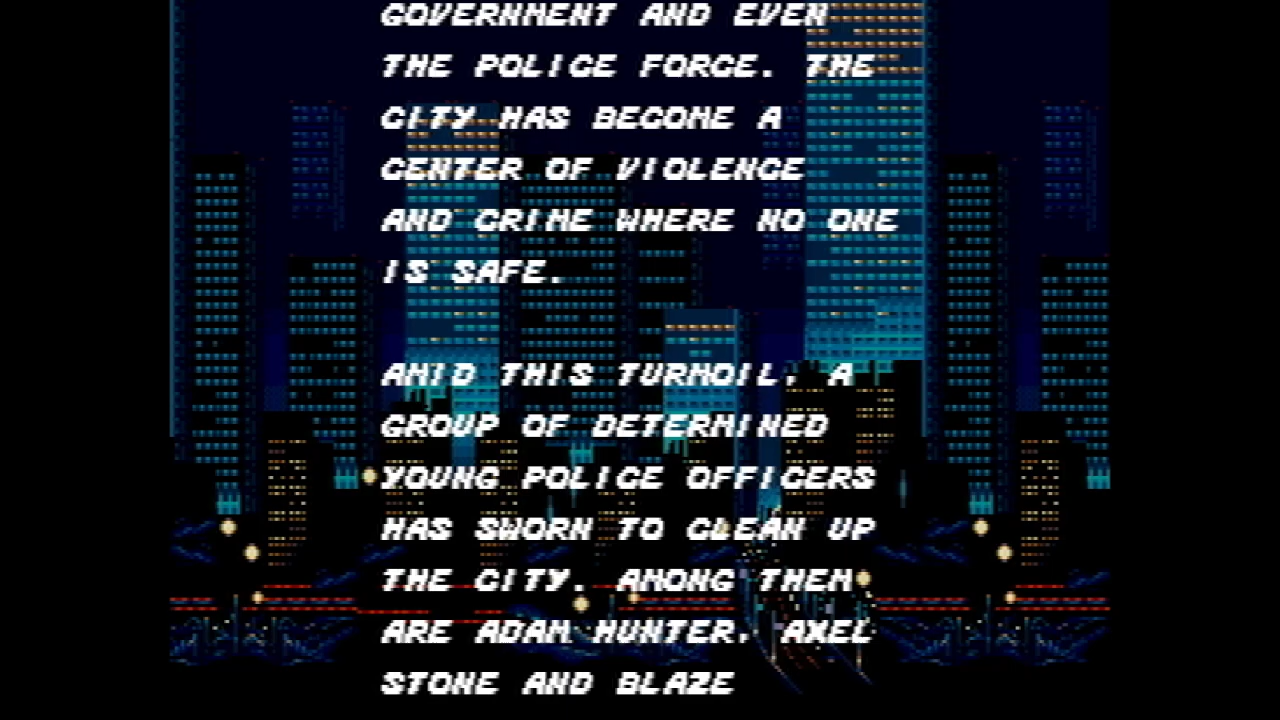 GOVERNMENT AND EVEN
THE POLICE FORCE. THE
CITY HAS BECOME A
CENTER OF VIOLENCE
AND CRIME WHERE NO ONE
IS SAFE.
AMID THIS TURMOIL, A
GROUP OF DETERMINED
YOUNG POLICE OFFICERS
HAS SWORN TO CLEAN UP
THE CITY. AMONG THEM
ARE ADAM HUNTER, AXEL
STONE AND BLAZE